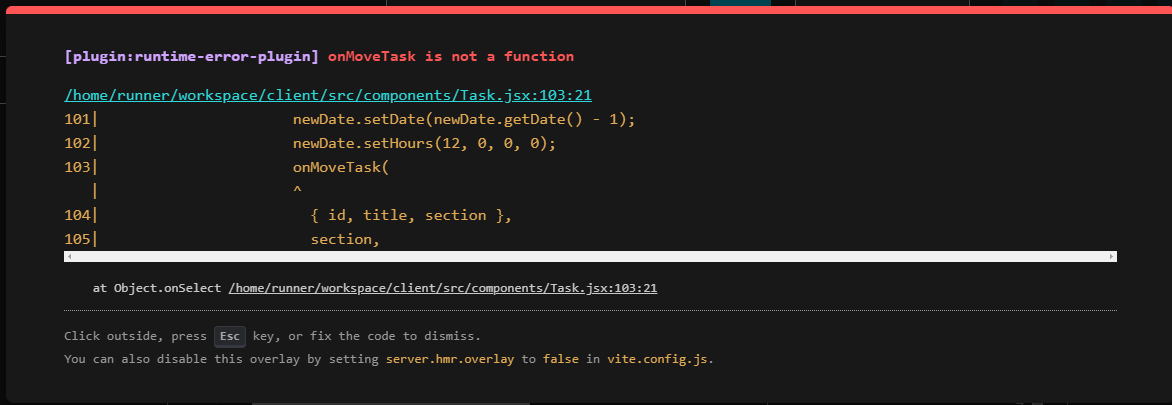 [plugin:runtime-error-plugin] onMoveTask is not a function
/home/runner/workspace/client/src/components/Task.jsx:103:21
101|                      newDate.setDate(newDate.getDate() - 1);
102|                      newDate.setHours(12, 0, 0, 0);
103|                      onMoveTask(
   |                      ^
104|                        { id, title, section },
105|                        section,
at Object.onSelect /home/runner/workspace/client/src/components/Task.jsx:103:21
Click outside, press Esc key, or fix the code to dismiss.
You can also disable this overlay by setting server.hmr.overlay to false in vite.config.js.